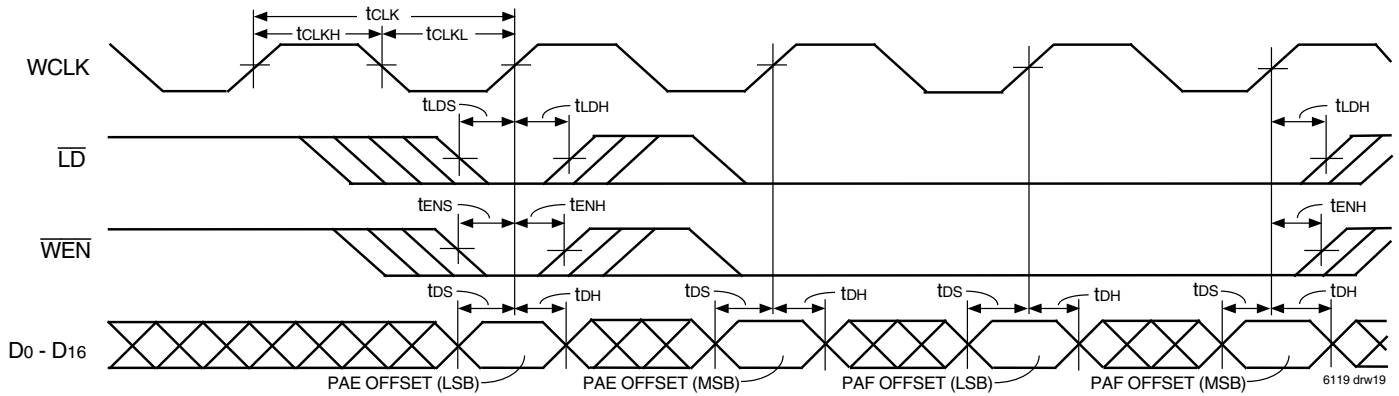 tCLK
tCLKH
tCLKL
WCLK
tLDS
tLDH
tLDH
LD
tENS
tENH
tENH
WEN
tDS
tDH
tDS
tDH
tDS
tDH
tDS
tDH
D0 - D16
PAE OFFSET (LSB)
PAE OFFSET (MSB)
PAF OFFSET (LSB)
PAF OFFSET (MSB)
6119 drw19